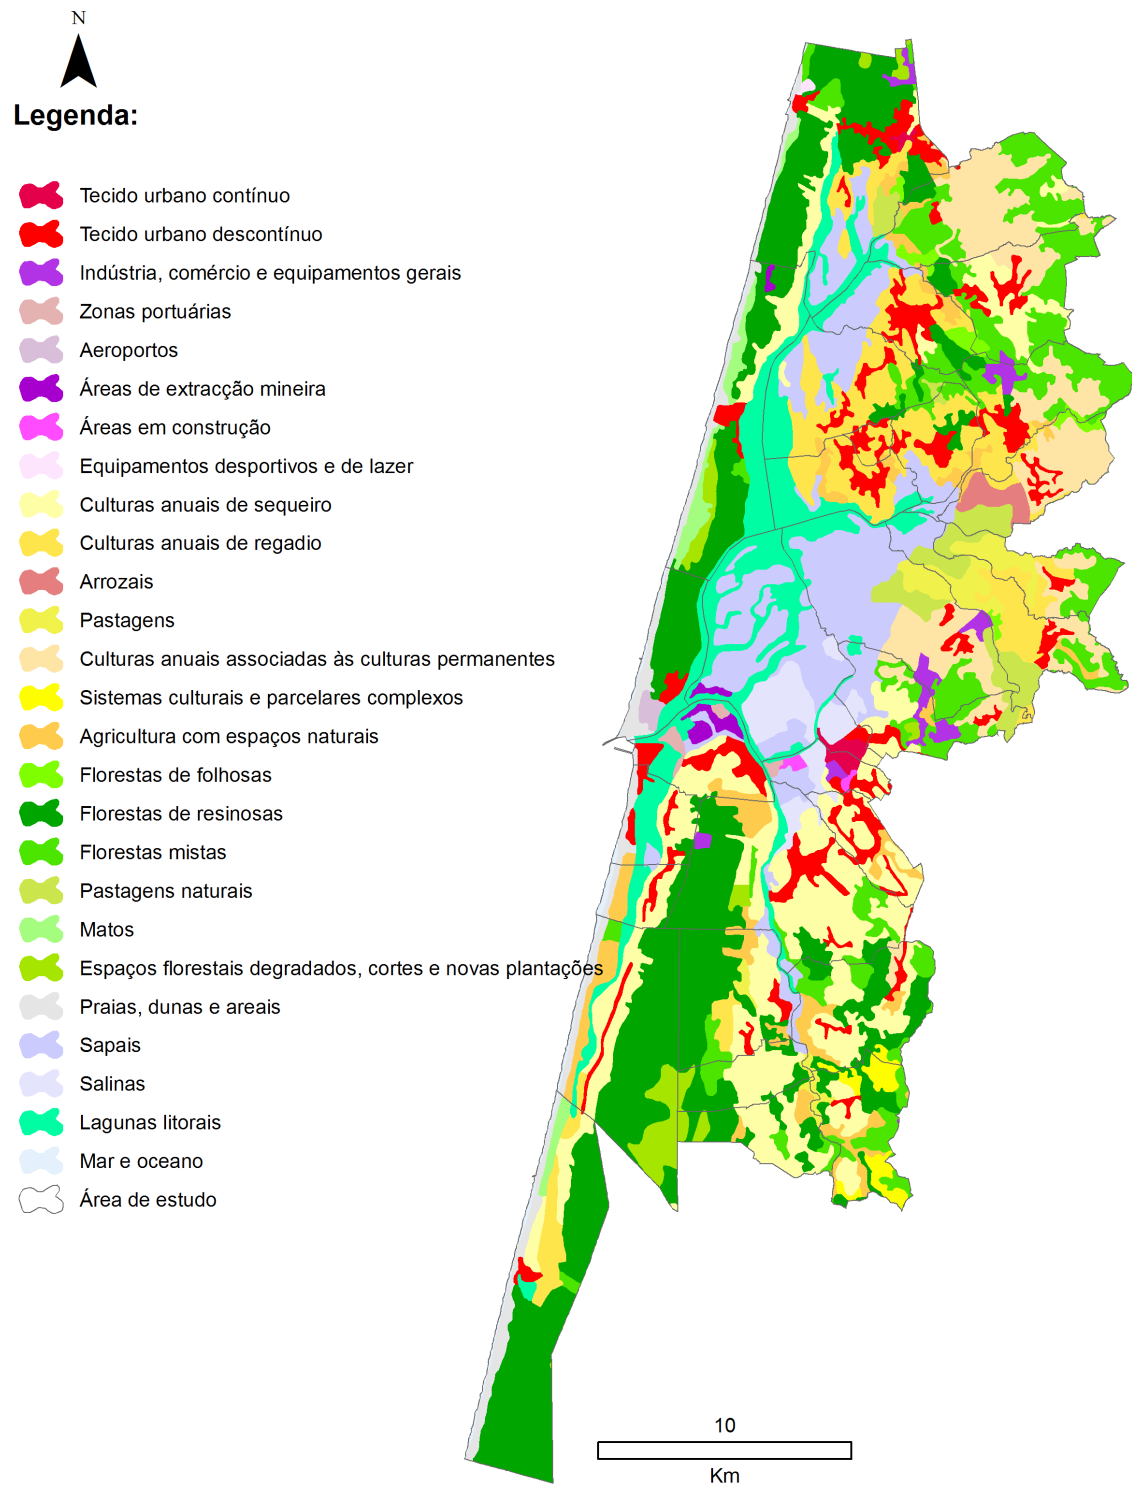 N
Legenda:
Tecido urbano contínuo
Tecido urbano descontínuo
Indústria, comércio e equipamentos gerais
Zonas portuárias
Aeroportos
Áreas de extracção mineira
Áreas em construção
Equipamentos desportivos e de lazer
Culturas anuais de sequeiro
Culturas anuais de regadio
Arrozais
Pastagens
Culturas anuais associadas às culturas permanentes
Sistemas culturais e parcelares complexos
Agricultura com espaços naturais
Florestas de folhosas
Florestas de resinosas
Florestas mistas
Pastagens naturais
Matos
Espaços florestais degradados, cortes e novas plantações
Praias, dunas e areais
Sapais
Salinas
Lagunas litorais
Mar e oceano
Área de estudo
10
Km